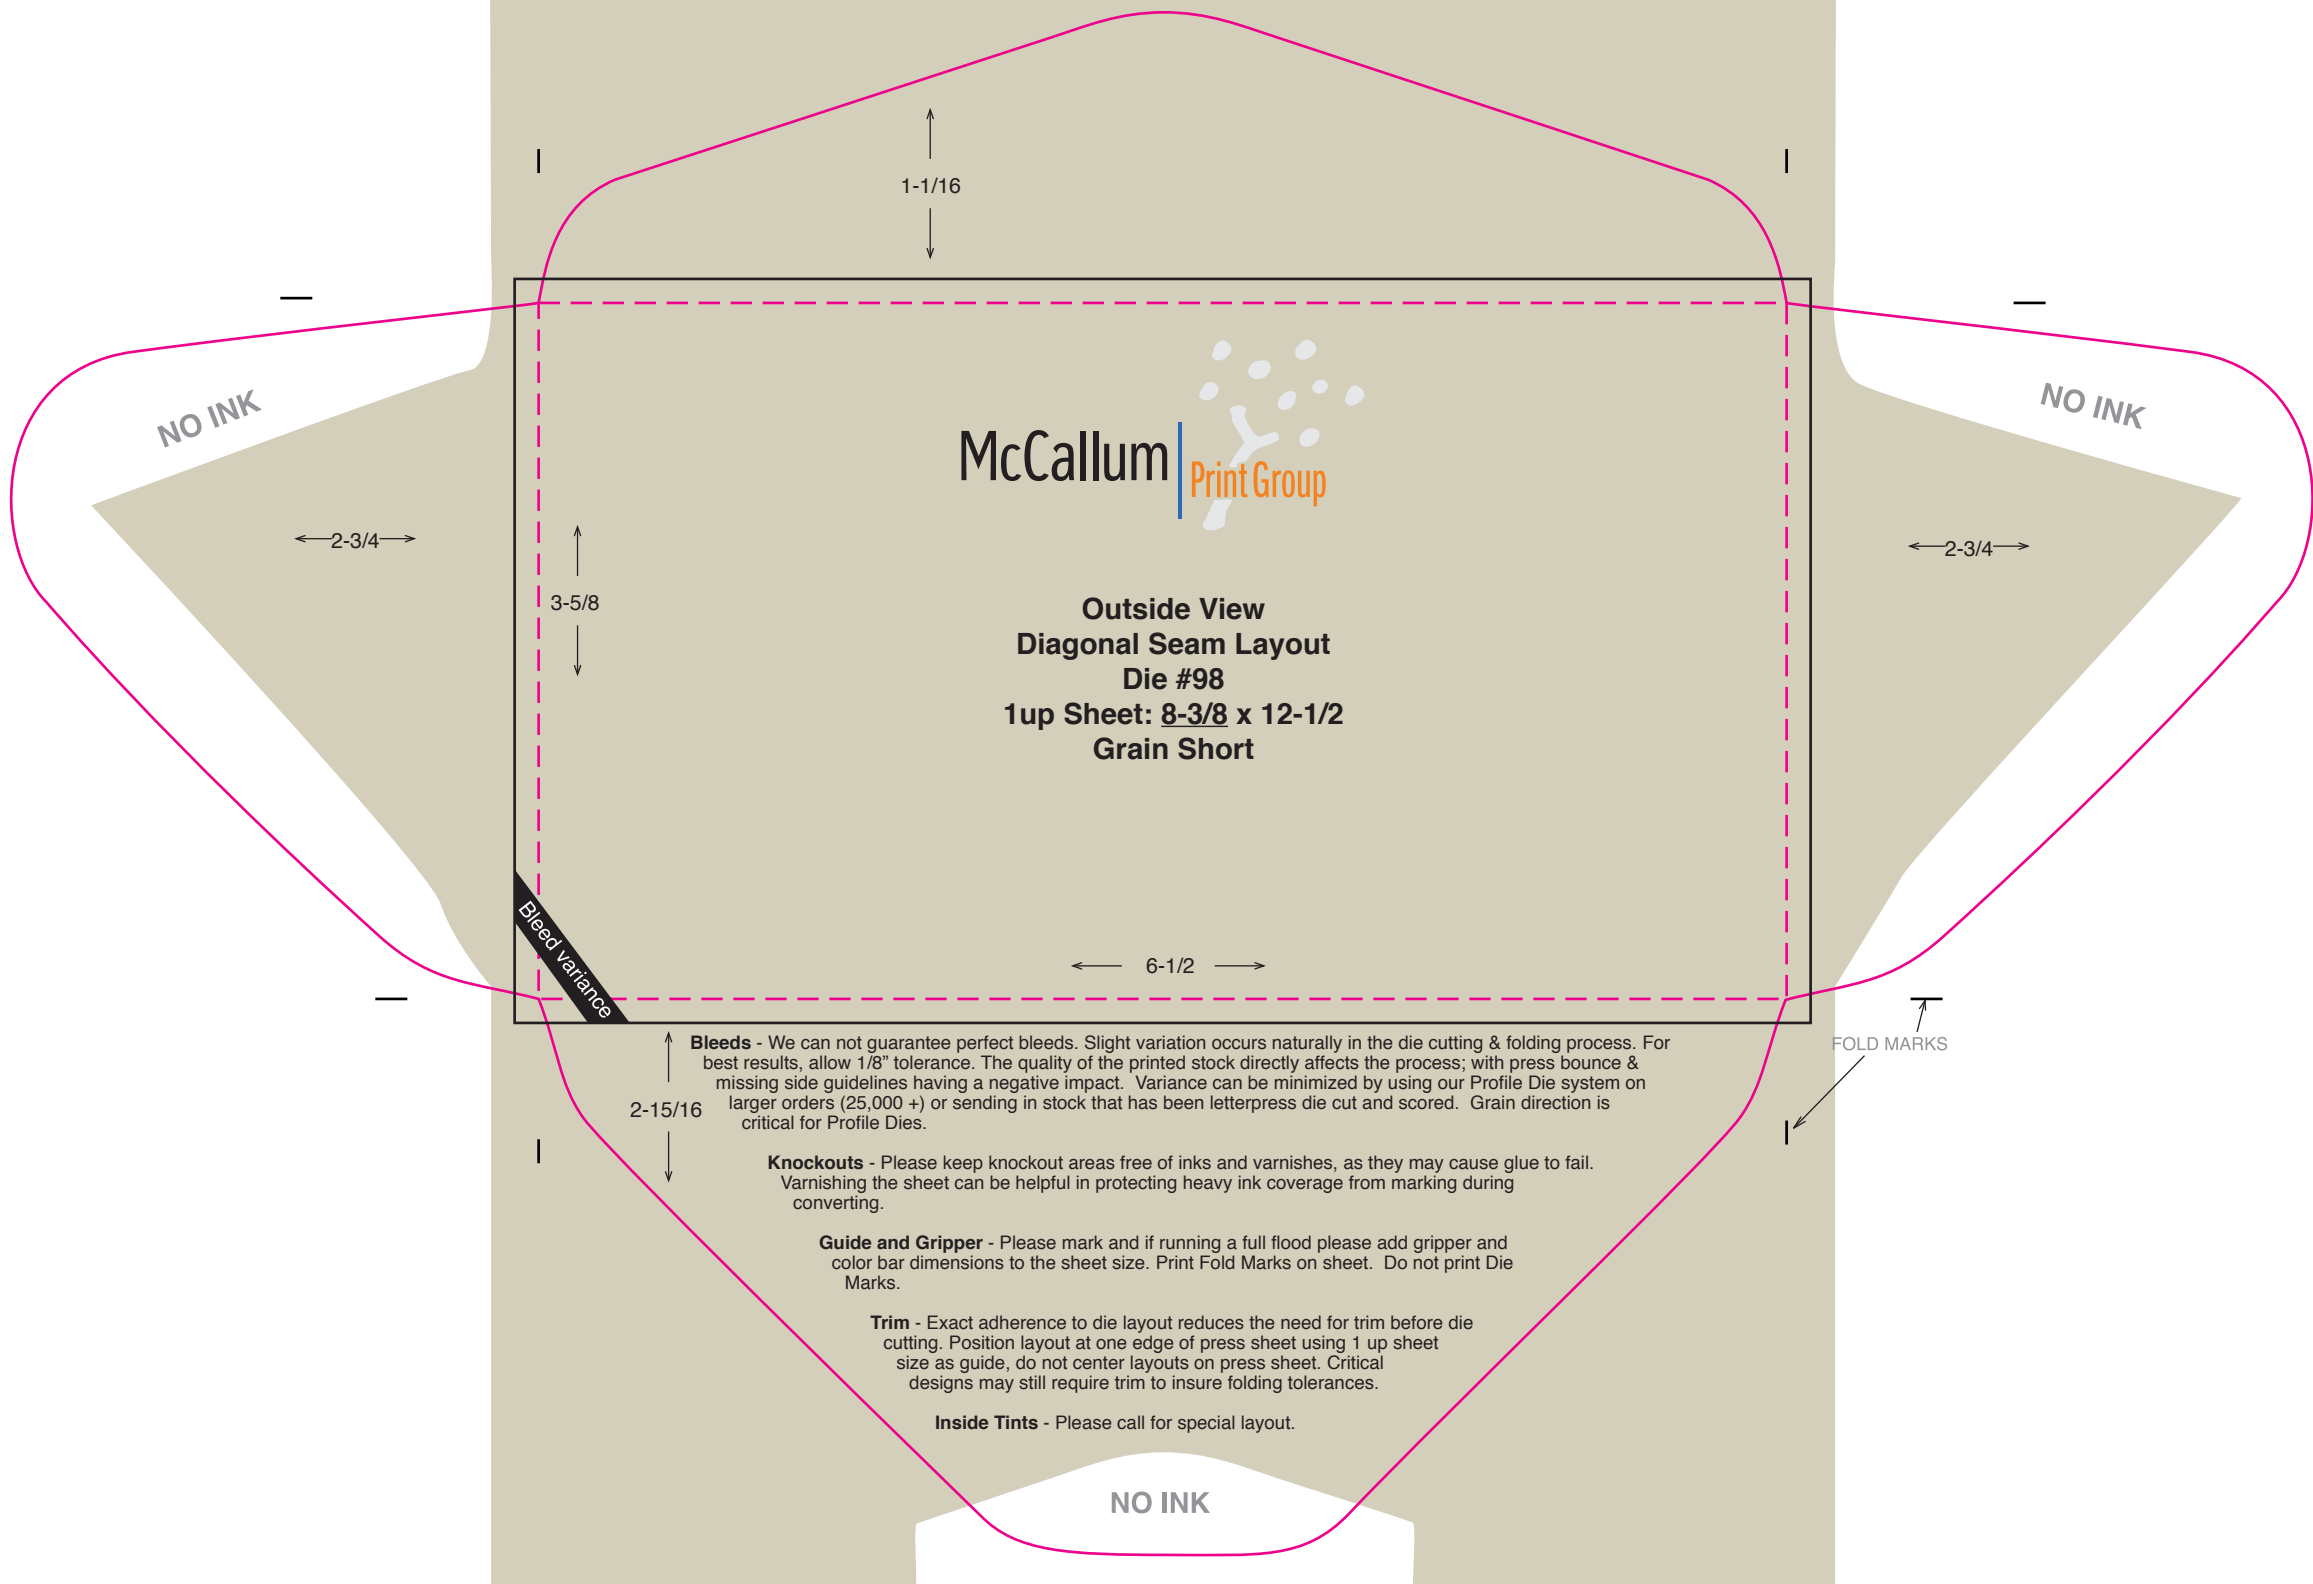 1-1/16
NO INK
NO INK
McCallum
Print Group
2-3/4
2-3/4
3-5/8
Outside View
Diagonal Seam Layout
Die #98
1up Sheet: 8-3/8 x 12-1/2
Grain Short
Bleed variance
6-1/2
FOLD MARKS
2-15/16
Bleeds - We can not guarantee perfect bleeds. Slight variation occurs naturally in the die cutting & folding process. For
best results, allow 1/8” tolerance. The quality of the printed stock directly affects the process; with press bounce &
missing side guidelines having a negative impact. Variance can be minimized by using our Profile Die system on
larger orders (25,000 +) or sending in stock that has been letterpress die cut and scored. Grain direction is
critical for Profile Dies.
Knockouts - Please keep knockout areas free of inks and varnishes, as they may cause glue to fail.
Varnishing the sheet can be helpful in protecting heavy ink coverage from marking during
converting.
Guide and Gripper - Please mark and if running a full flood please add gripper and
color bar dimensions to the sheet size. Print Fold Marks on sheet. Do not print Die
Marks.
Trim - Exact adherence to die layout reduces the need for trim before die
cutting. Position layout at one edge of press sheet using 1 up sheet
size as guide, do not center layouts on press sheet. Critical
designs may still require trim to insure folding tolerances.
Inside Tints - Please call for special layout.
NO INK